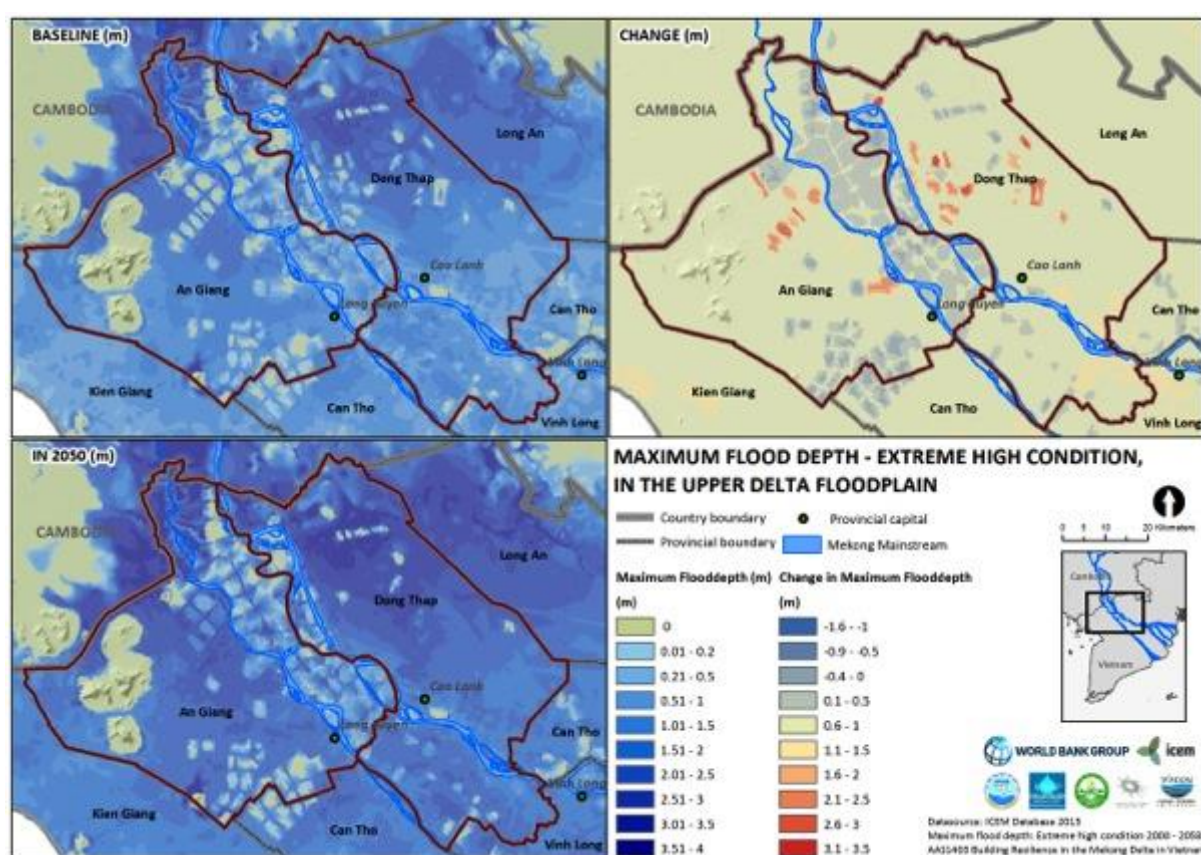 BASELINE (m)
CAMBODIA
Long An
Dong Thap
Cao Lanh
An Giang
Long Xuyen
Can Tho
Vinh Long
Kien Giang
Can Tho
Vinh Long
CHANGE (m)
CAMBODIA
Long An
Dong Thap
Cao Lanh
An Giang
Long Xuyen
Can Tho
Vinh Long
Kien Giang
Can Tho
Vinh Long
IN 2050 (m)
CAMBODIA
Long An
Dong Thap
Cao Lanh
An Giang
Long Xuyen
Can Tho
Vinh Long
Kien Giang
Can Tho
Vinh Long
MAXIMUM FLOOD DEPTH - EXTREME HIGH CONDITION,
IN THE UPPER DELTA FLOODPLAIN
Country boundary
Provincial capital
Provincial boundary
Mekong Mainstream
0 5 10 20 Kilometers
Maximum Flooddepth (m)
(m)
0
0.01 - 0.2
0.21 - 0.5
0.51 - 1
1.01 - 1.5
1.51 - 2
2.01 - 2.5
2.51 - 3
3.01 - 3.5
3.51 - 4
Change in Maximum Flooddepth
(m)
-1.6 - -1
-0.9 - -0.5
-0.4 - 0
0.1 - 0.5
0.6 - 1
1.1 - 1.5
1.6 - 2
2.1 - 2.5
2.6 - 3
3.1 - 3.5
Vietnam
WORLD BANK GROUP
icem
Datasource: ICEM Database 2015
Maximum flood depth: Extreme high condition 2000 - 2050
Building Resilience in the Mekong Delta in Vietnam